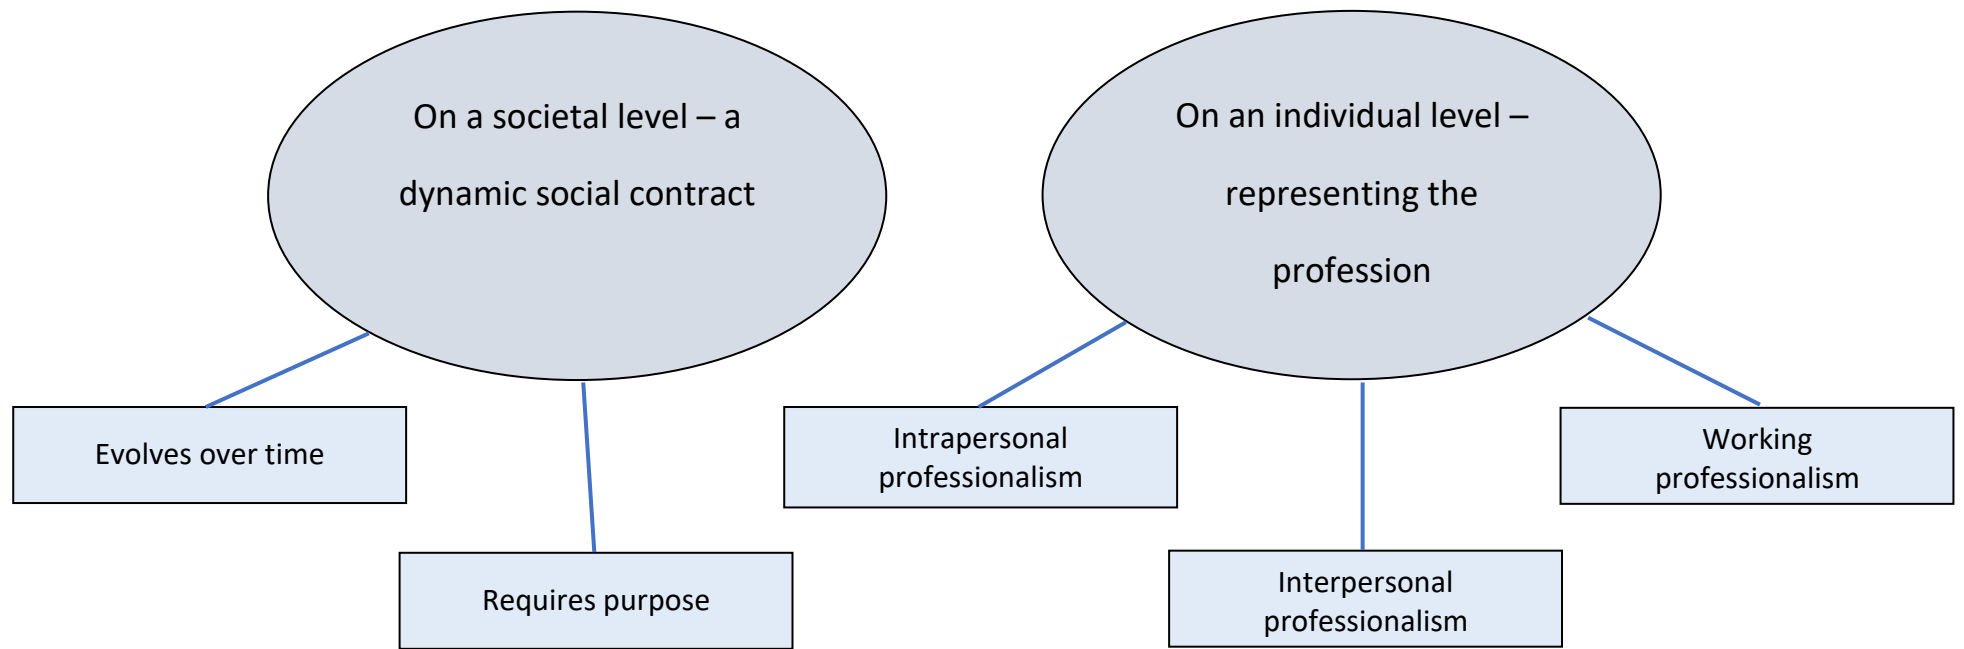 On a societal level – a
dynamic social contract
On an individual level –
representing the
profession
Evolves over time
Requires purpose
Intrapersonal
professionalism
Interpersonal
professionalism
Working
professionalism